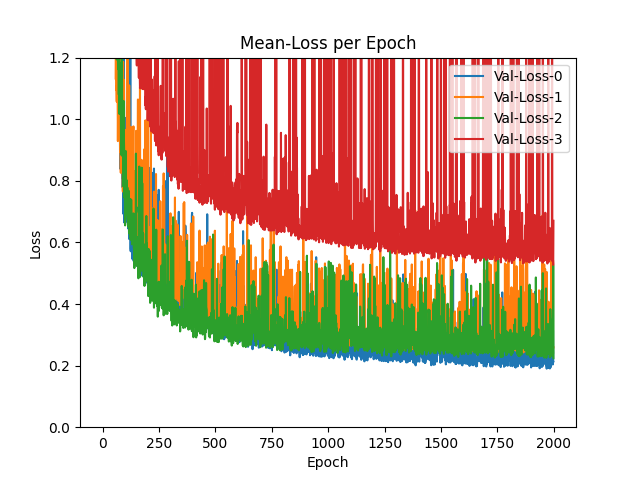 Mean-Loss per Epoch
1.2
1.0
0.8
0.6
0.4
0.2
0.0
Loss
Val-Loss-0
Val-Loss-1
Val-Loss-2
Val-Loss-3
0 250 500 750 1000 1250 1500 1750 2000
Epoch